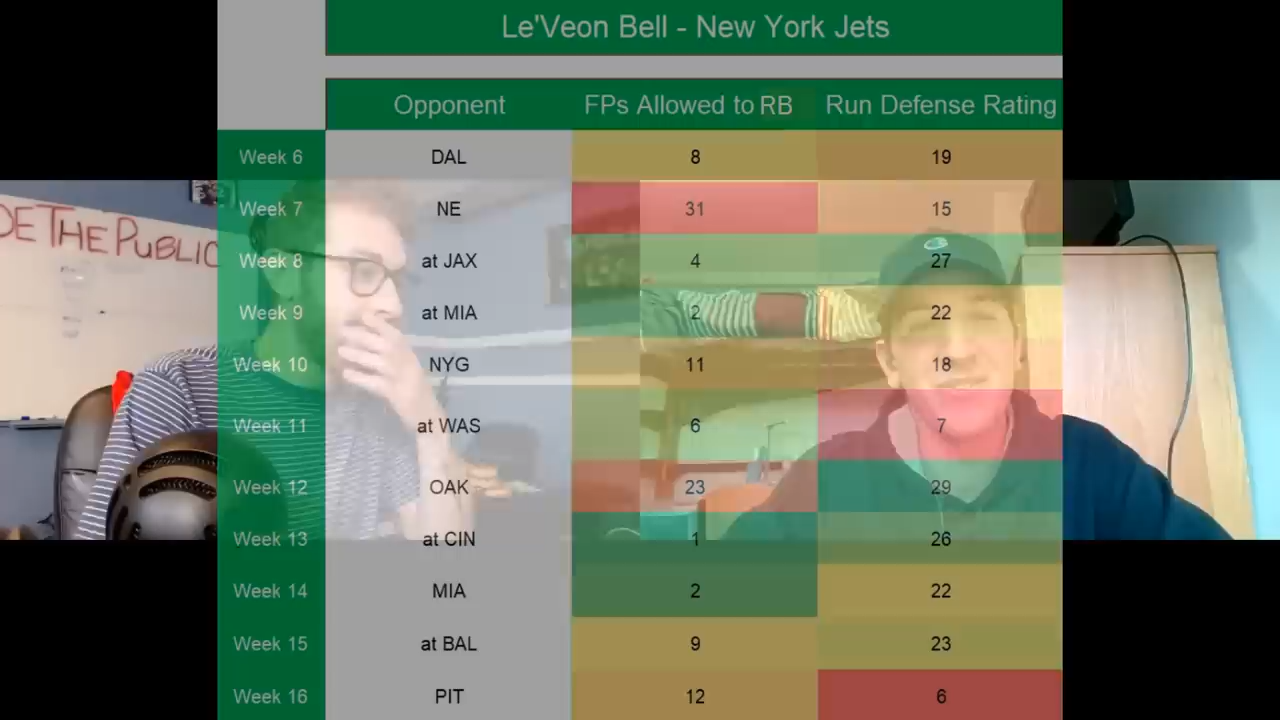 Le'Veon Bell - New York Jets
Opponent FPs Allowed to RB Run Defense Rating
Week 6 DAL 8 19
Week 7 NE 31 15
DETHEPUBLIC
Week 8 at JAX 4 27
Week 9 at MIA 2 22
Week 10 NYG 11 18
Week 11 at WAS 6 7
Week 12 OAK 23 29
Week 13 at CIN 1 26
Week 14 MIA 2 22
Week 15 at BAL 9 23
Week 16 PIT 12 6